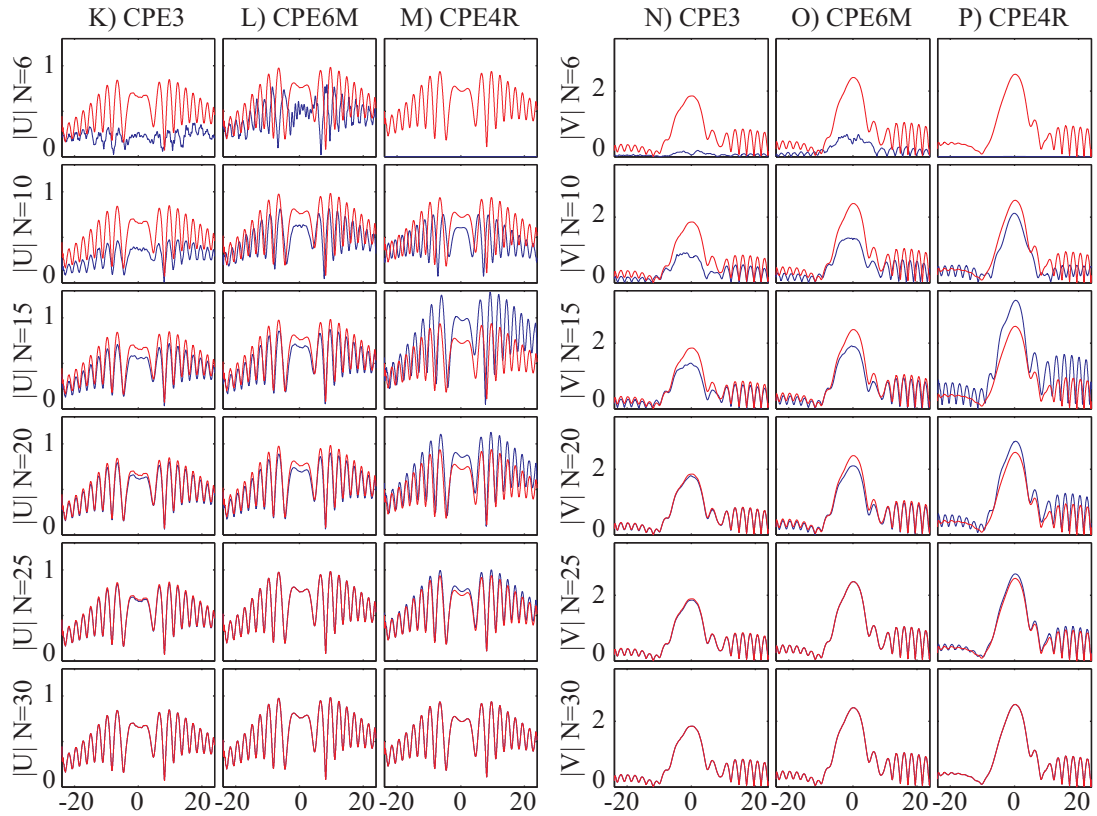 K) CPE3 L) CPE6M M) CPE4R N) CPE3 O) CPE6M P) CPE4R
|U| N=6 1 0 |V| N=6 2 0
|U| N=10 1 0 |V| N=10 2 0
|U| N=15 1 0 |V| N=15 2 0
|U| N=20 1 0 |V| N=20 2 0
|U| N=25 1 0 |V| N=25 2 0
|U| N=30 1 0 |V| N=30 2 0
-20 0 20 -20 0 20 -20 0 20 -20 0 20 -20 0 20 -20 0 20